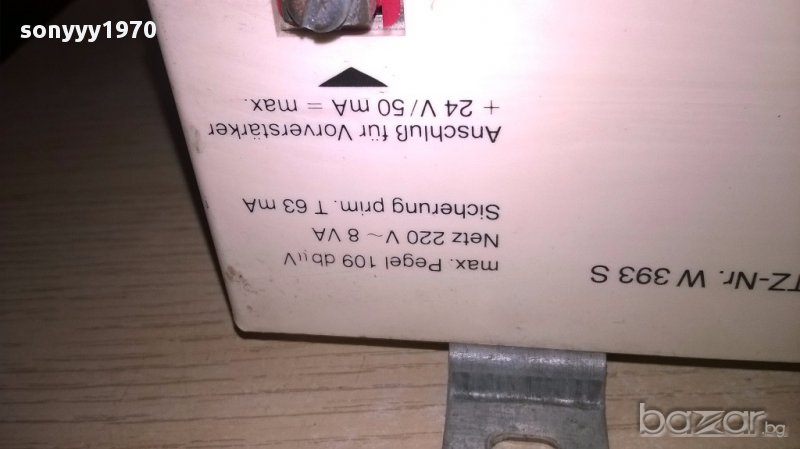 sonyyy1970
max. Pegel 109 dbµV
Netz 220 V ~ 8 VA
Sicherung prim. T 63 mA
Anschluß für Vorverstärker
+ 24 V/50 mA = max.
TZ-Nr. W 393 S
bazar.bg